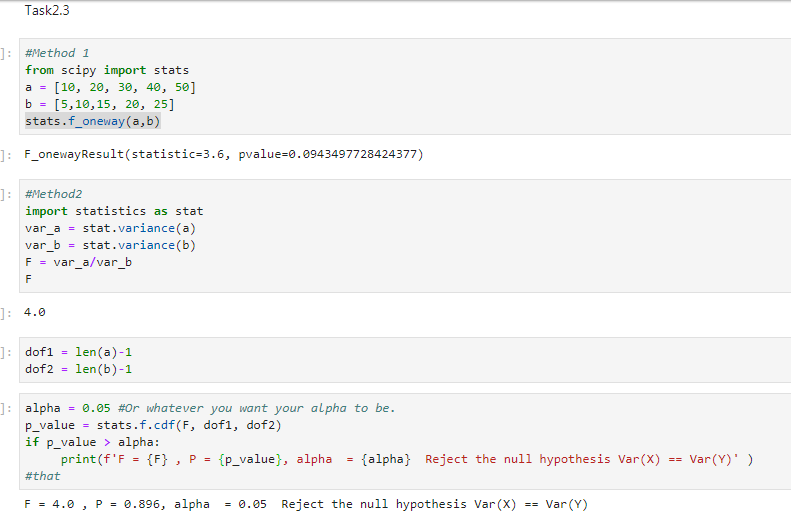 Task2.3
]: #Method 1
from scipy import stats
a = [10, 20, 30, 40, 50]
b = [5,10,15, 20, 25]
stats.f_oneway(a,b)
]: F_onewayResult(statistic=3.6, pvalue=0.0943497728424377)
]: #Method2
import statistics as stat
var_a = stat.variance(a)
var_b = stat.variance(b)
F = var_a/var_b
F
]: 4.0
]: dof1 = len(a)-1
dof2 = len(b)-1
]: alpha = 0.05 #Or whatever you want your alpha to be.
p_value = stats.f.cdf(F, dof1, dof2)
if p_value > alpha:
print(f'F = {F} , P = {p_value}, alpha  = {alpha}  Reject the null hypothesis Var(X) == Var(Y)' )
#that
F = 4.0 , P = 0.896, alpha  = 0.05  Reject the null hypothesis Var(X) == Var(Y)